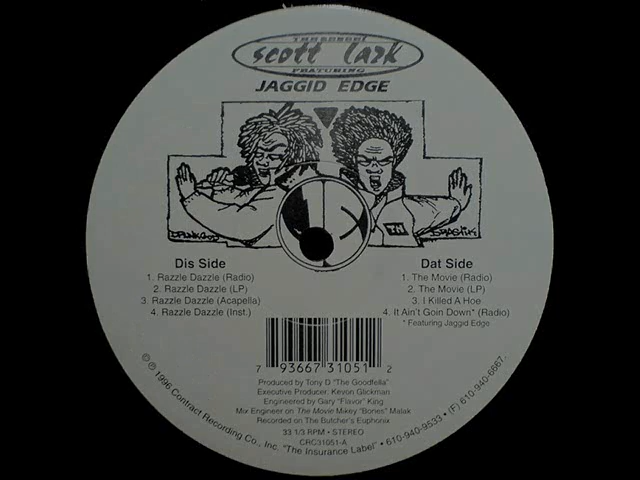 scott lark
FEATURING
JAGGID EDGE
Dis Side
1. Razzle Dazzle (Radio)
2. Razzle Dazzle (LP)
3. Razzle Dazzle (Acapella)
4. Razzle Dazzle (Inst.)
Dat Side
1. The Movie (Radio)
2. The Movie (LP)
3. I Killed A Hoe
4. It Ain't Goin Down* (Radio)
* Featuring Jaggid Edge
7 93667 31051 2
Produced by Tony D "The Goodfella"
Executive Producer: Kevon Glickman
Engineered by Gary "Flavor" King
Mix Engineer on The Movie Mikey "Bones" Malak
Recorded on The Butcher's Euphonix
33 1/3 RPM • STEREO
CRC31051-A
© ℗ 1996 Contract Recording Co., Inc. "The Insurance Label" • 610-940-9533 • (F) 610-940-6667